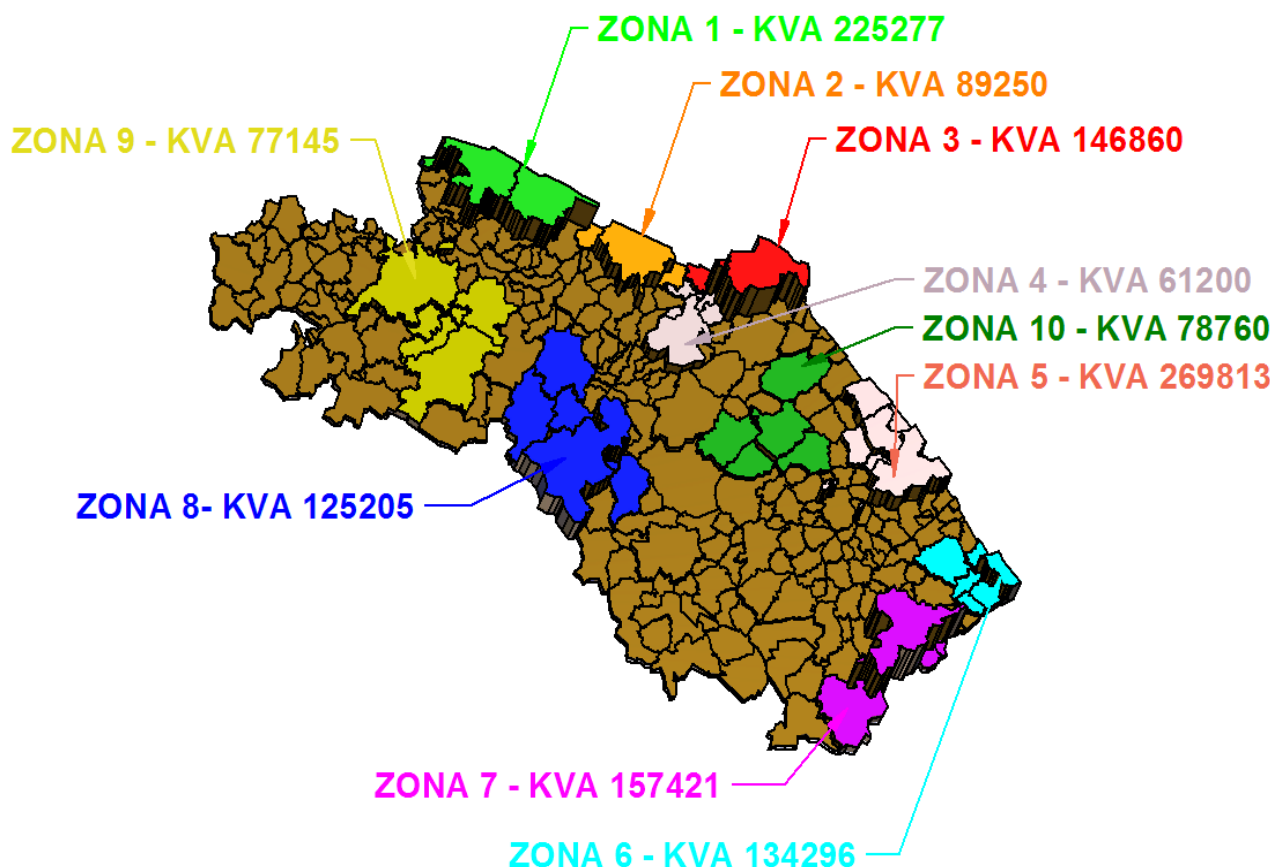 ZONA 1 - KVA 225277
ZONA 2 - KVA 89250
ZONA 9 - KVA 77145
ZONA 3 - KVA 146860
ZONA 4 - KVA 61200
ZONA 10 - KVA 78760
ZONA 5 - KVA 269813
ZONA 8- KVA 125205
ZONA 7 - KVA 157421
ZONA 6 - KVA 134296